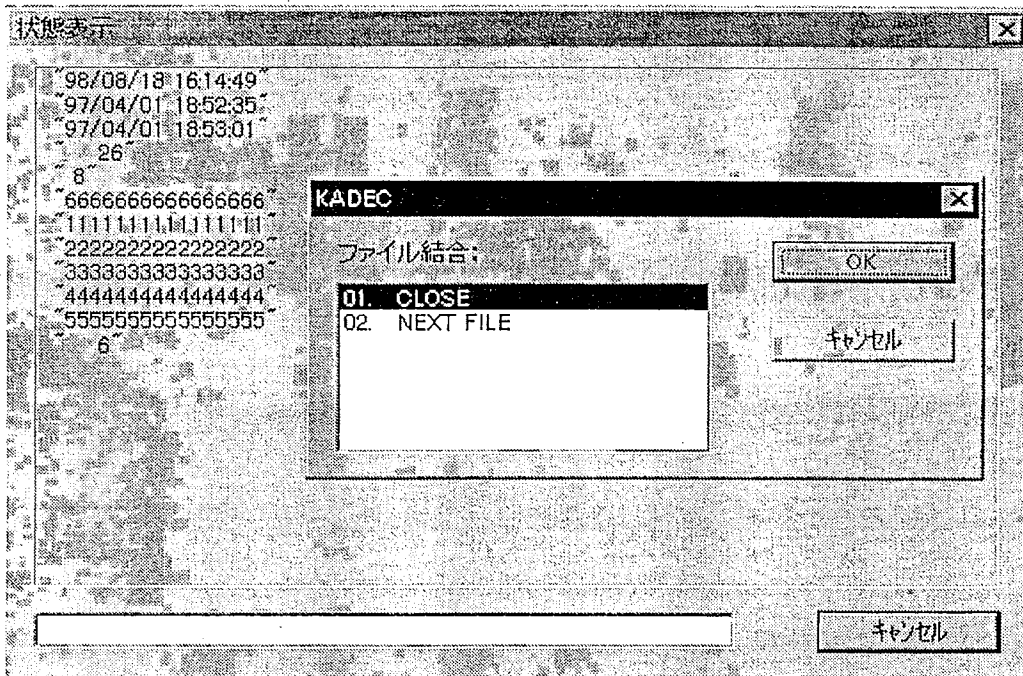 状態表示
"98/08/18 16:14:49"
"97/04/01 18:52:35"
"97/04/01 18:53:01"
" 26"
" 8"
"6666666666666666"
"1111111111111111"
"2222222222222222"
"3333333333333333"
"4444444444444444"
"5555555555555555"
" 6"
KADEC
ファイル結合:
01. CLOSE
02. NEXT FILE
OK
キャンセル
キャンセル